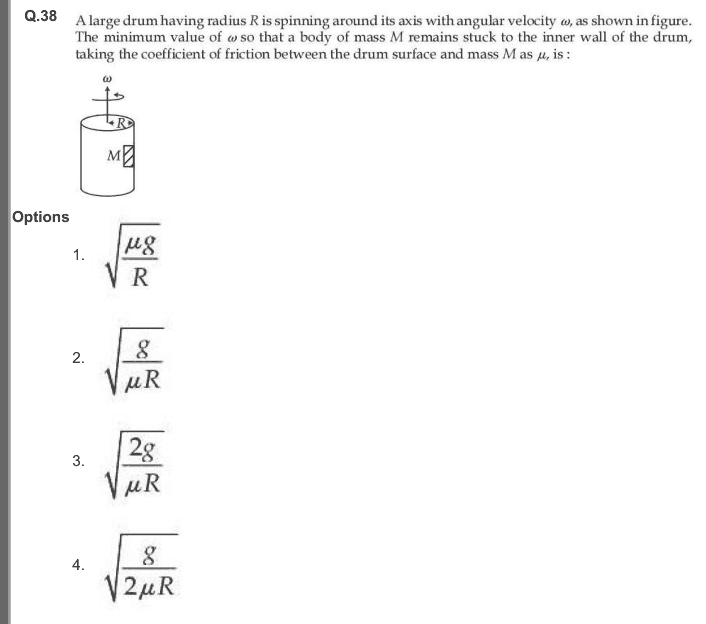 Q.38 A large drum having radius R is spinning around its axis with angular velocity ω, as shown in figure.
The minimum value of ω so that a body of mass M remains stuck to the inner wall of the drum,
taking the coefficient of friction between the drum surface and mass M as μ, is :
ω
R
M
Options
1. √(μg/R)
2. √(g/μR)
3. √(2g/μR)
4. √(g/2μR)